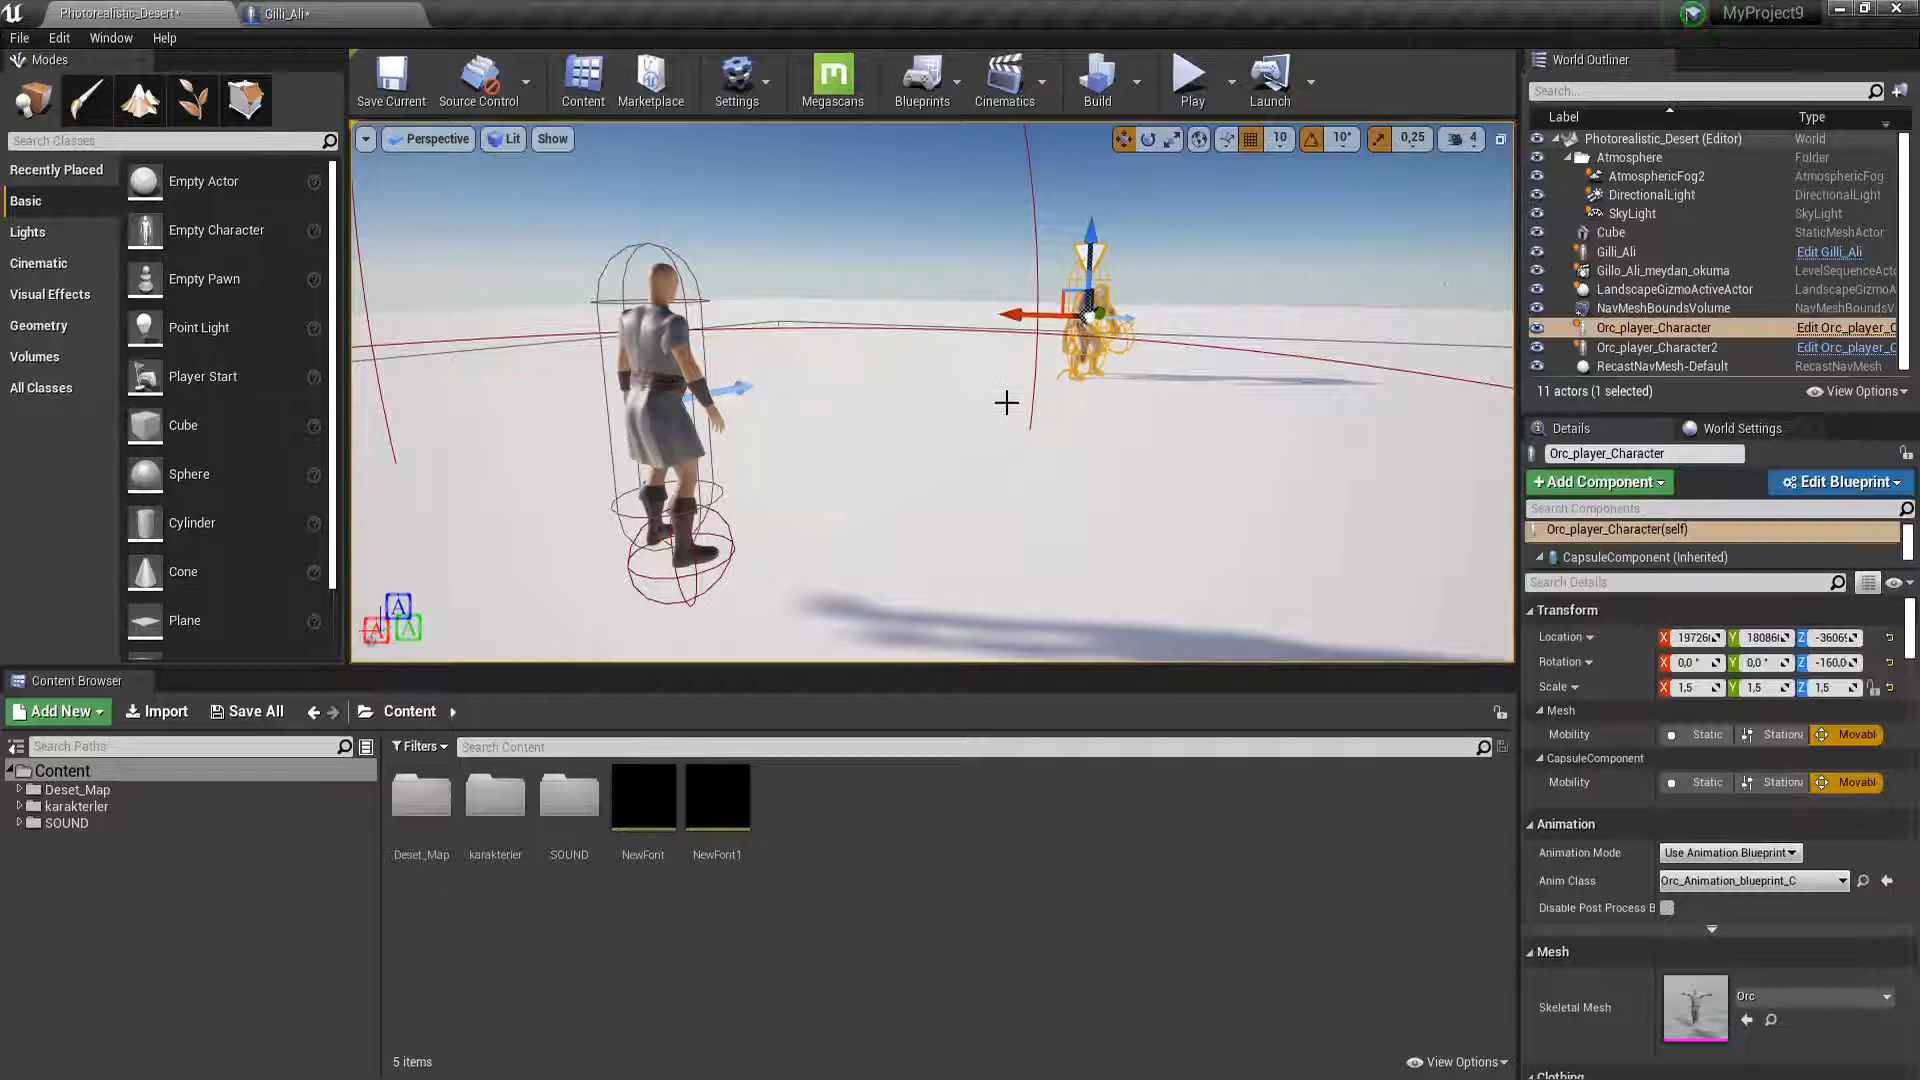 Photorealistic_Desert*
Gilli_Ali*
MyProject9
File Edit Window Help
Modes
Search Classes
Recently Placed
Basic
Lights
Cinematic
Visual Effects
Geometry
Volumes
All Classes
Empty Actor
Empty Character
Empty Pawn
Point Light
Player Start
Cube
Sphere
Cylinder
Cone
Plane
Save Current
Source Control
Content
Marketplace
Settings
Megascans
Blueprints
Cinematics
Build
Play
Launch
Perspective
Lit
Show
10
10°
0,25
4
World Outliner
Search...
Label Type
Photorealistic_Desert (Editor) World
Atmosphere Folder
AtmosphericFog2 AtmosphericFog
DirectionalLight DirectionalLight
SkyLight SkyLight
Cube StaticMeshActor
Gilli_Ali Edit Gilli_Ali
Gillo_Ali_meydan_okuma LevelSequenceActo
LandscapeGizmoActiveActor LandscapeGizmoA
NavMeshBoundsVolume NavMeshBoundsV
Orc_player_Character Edit Orc_player_C
Orc_player_Character2 Edit Orc_player_C
RecastNavMesh-Default RecastNavMesh
11 actors (1 selected)
View Options
Details
World Settings
Orc_player_Character
+Add Component
Edit Blueprint
Search Components
Orc_player_Character(self)
CapsuleComponent (Inherited)
Search Details
Transform
Location X 19726 Y 18086 Z -3606
Rotation X 0,0 ° Y 0,0 ° Z -160,0
Scale X 1,5 Y 1,5 Z 1,5
Mesh
Mobility Static Stationa Movabl
CapsuleComponent
Mobility Static Stationa Movabl
Animation
Animation Mode Use Animation Blueprint
Anim Class Orc_Animation_blueprint_C
Disable Post Process B
Mesh
Skeletal Mesh Orc
Clothing
Content Browser
Add New
Import
Save All
Content
Search Paths
Content
Deset_Map
karakterler
SOUND
Filters
Search Content
Deset_Map
karakterler
SOUND
NewFont
NewFont1
5 items
View Options
A
A
A